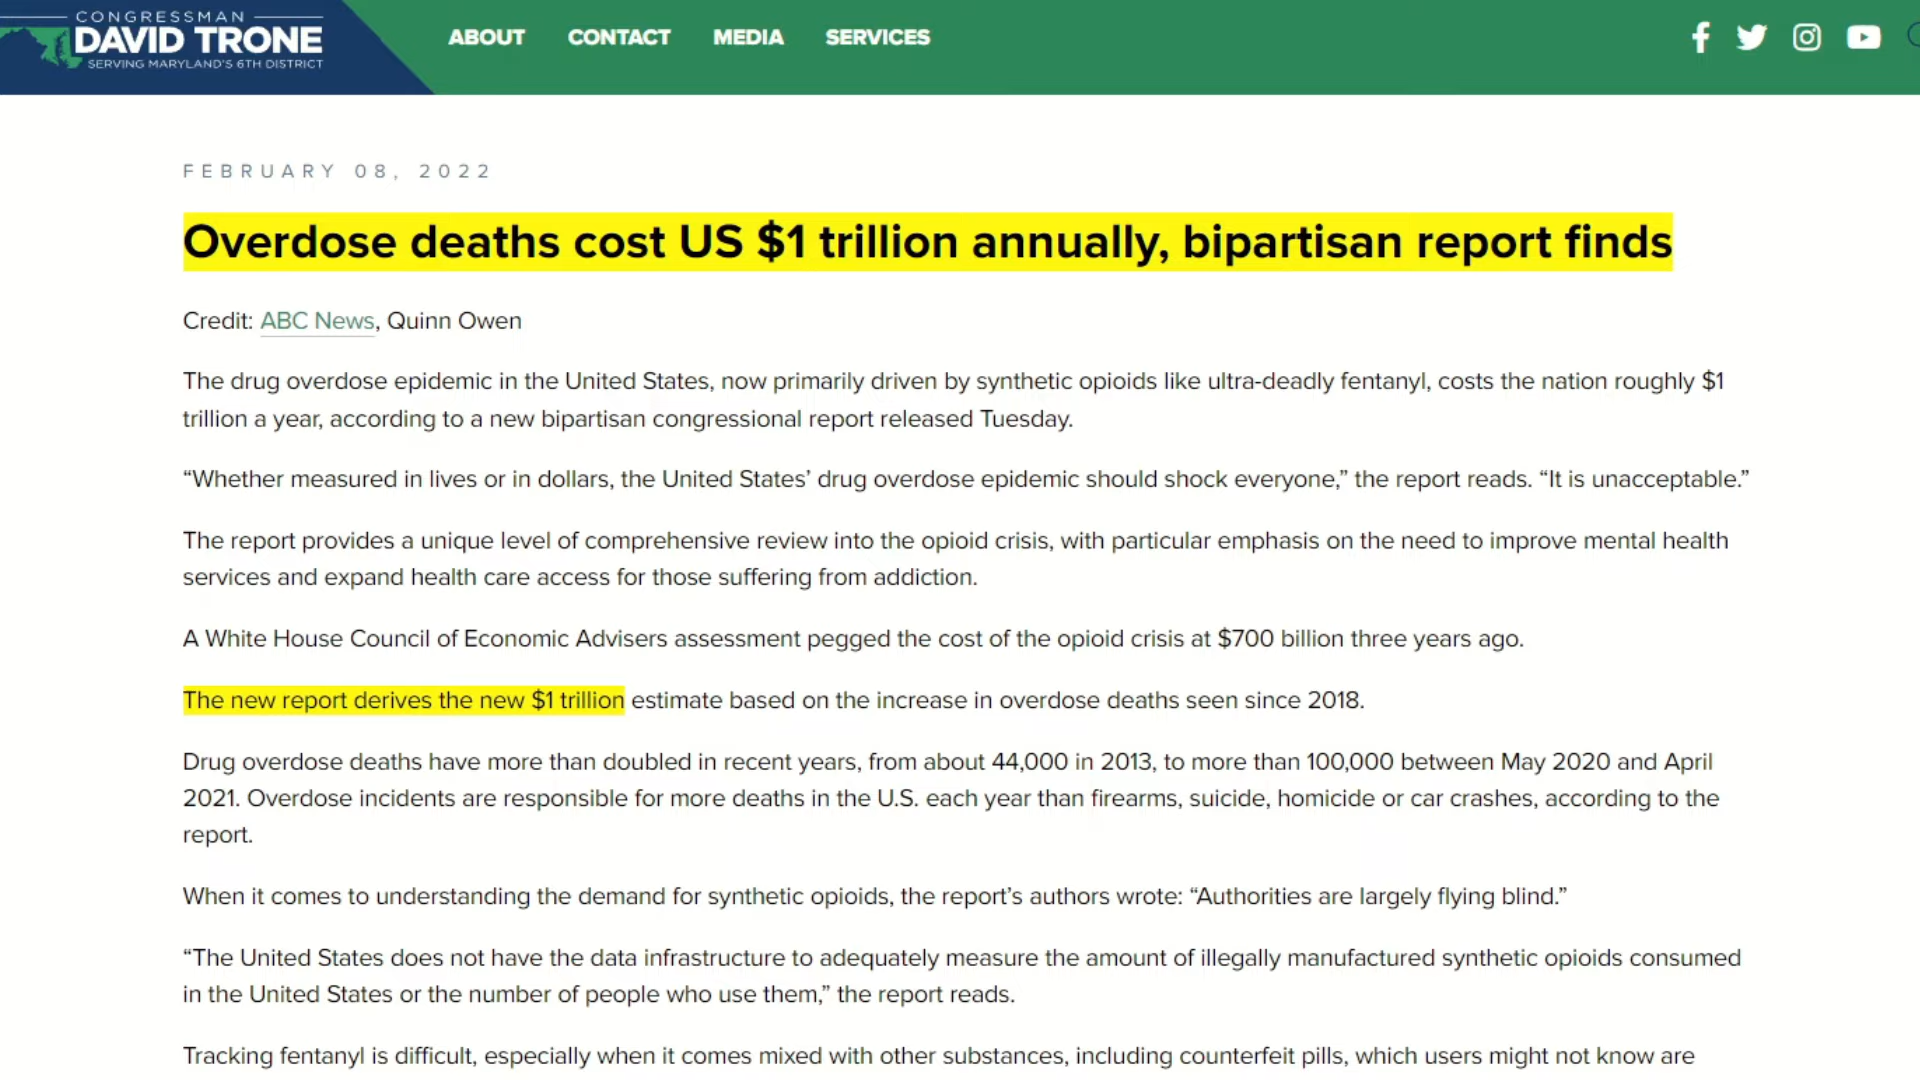 CONGRESSMAN
DAVID TRONE
SERVING MARYLAND'S 6TH DISTRICT
ABOUT CONTACT MEDIA SERVICES
FEBRUARY 08, 2022
Overdose deaths cost US $1 trillion annually, bipartisan report finds
Credit: ABC News, Quinn Owen
The drug overdose epidemic in the United States, now primarily driven by synthetic opioids like ultra-deadly fentanyl, costs the nation roughly $1
trillion a year, according to a new bipartisan congressional report released Tuesday.
“Whether measured in lives or in dollars, the United States’ drug overdose epidemic should shock everyone,” the report reads. “It is unacceptable.”
The report provides a unique level of comprehensive review into the opioid crisis, with particular emphasis on the need to improve mental health
services and expand health care access for those suffering from addiction.
A White House Council of Economic Advisers assessment pegged the cost of the opioid crisis at $700 billion three years ago.
The new report derives the new $1 trillion estimate based on the increase in overdose deaths seen since 2018.
Drug overdose deaths have more than doubled in recent years, from about 44,000 in 2013, to more than 100,000 between May 2020 and April
2021. Overdose incidents are responsible for more deaths in the U.S. each year than firearms, suicide, homicide or car crashes, according to the
report.
When it comes to understanding the demand for synthetic opioids, the report’s authors wrote: “Authorities are largely flying blind.”
“The United States does not have the data infrastructure to adequately measure the amount of illegally manufactured synthetic opioids consumed
in the United States or the number of people who use them,” the report reads.
Tracking fentanyl is difficult, especially when it comes mixed with other substances, including counterfeit pills, which users might not know are